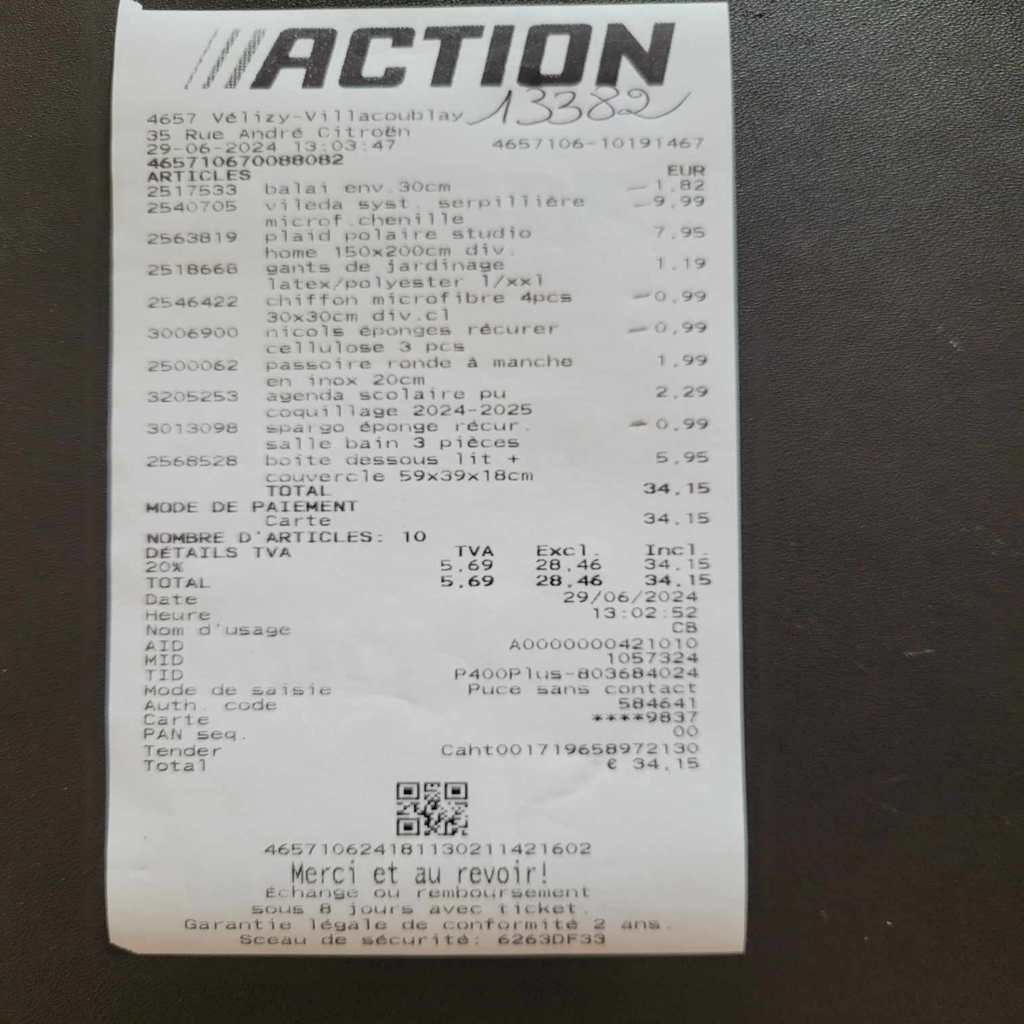 ///ACTION
13382
4657 Vélizy-Villacoublay
35 Rue André Citroën
29-06-2024 13:03:47 4657106-10191467
465710670088082
ARTICLES EUR
2517533 balai env.30cm 1,82
2540705 vileda syst. serpillière 9,99
microf.chenille
2563819 plaid polaire studio 7,95
home 150x200cm div.
2518668 gants de jardinage 1,19
latex/polyester l/xxl
2546422 chiffon microfibre 4pcs 0,99
30x30cm div.cl
3006900 nicols éponges récurer 0,99
cellulose 3 pcs
2500062 passoire ronde à manche 1,99
en inox 20cm
3205253 agenda scolaire pu 2,29
coquillage 2024-2025
3013098 spargo éponge récur. 0,99
salle bain 3 pièces
2568528 boîte dessous lit + 5,95
couvercle 59x39x18cm
TOTAL 34,15
MODE DE PAIEMENT
Carte 34,15
NOMBRE D'ARTICLES: 10
DÉTAILS TVA TVA Excl. Incl.
20% 5,69 28,46 34,15
TOTAL 5,69 28,46 34,15
Date 29/06/2024
Heure 13:02:52
Nom d'usage CB
AID A0000000421010
MID 1057324
TID P400Plus-803684024
Mode de saisie Puce sans contact
Auth. code 584641
Carte ****9837
PAN seq. 00
Tender Caht001719658972130
Total € 34,15
465710624181130211421602
Merci et au revoir!
Échange ou remboursement
sous 8 jours avec ticket.
Garantie légale de conformité 2 ans.
Sceau de sécurité: 6263DF33